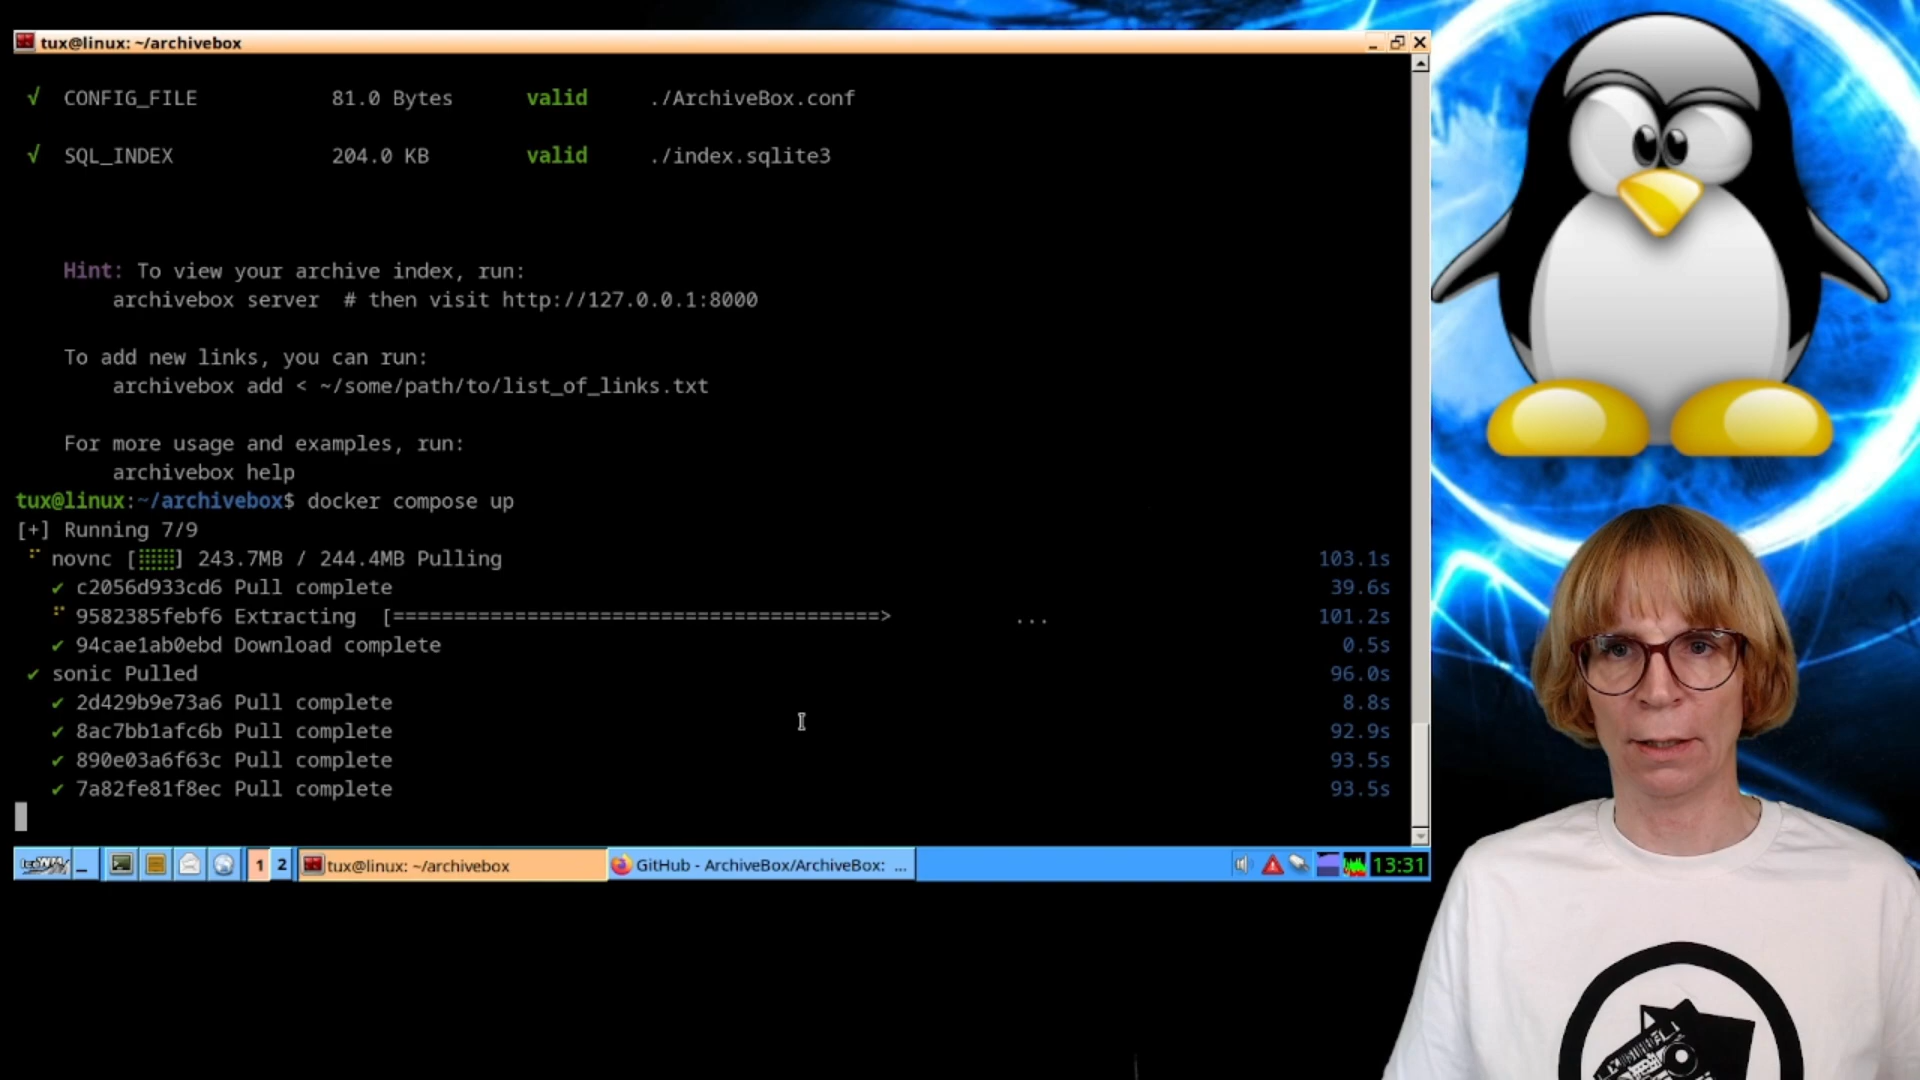 tux@linux: ~/archivebox
√ CONFIG_FILE 81.0 Bytes valid ./ArchiveBox.conf
√ SQL_INDEX 204.0 KB valid ./index.sqlite3
Hint: To view your archive index, run:
archivebox server # then visit http://127.0.0.1:8000
To add new links, you can run:
archivebox add < ~/some/path/to/list_of_links.txt
For more usage and examples, run:
archivebox help
tux@linux:~/archivebox$ docker compose up
[+] Running 7/9
novnc [⣿⣿⣿] 243.7MB / 244.4MB Pulling 103.1s
✔ c2056d933cd6 Pull complete 39.6s
9582385febf6 Extracting [========================================> ... 101.2s
✔ 94cae1ab0ebd Download complete 0.5s
✔ sonic Pulled 96.0s
✔ 2d429b9e73a6 Pull complete 8.8s
✔ 8ac7bb1afc6b Pull complete 92.9s
✔ 890e03a6f63c Pull complete 93.5s
✔ 7a82fe81f8ec Pull complete 93.5s
1 2 tux@linux: ~/archivebox GitHub - ArchiveBox/ArchiveBox: ... 13:31